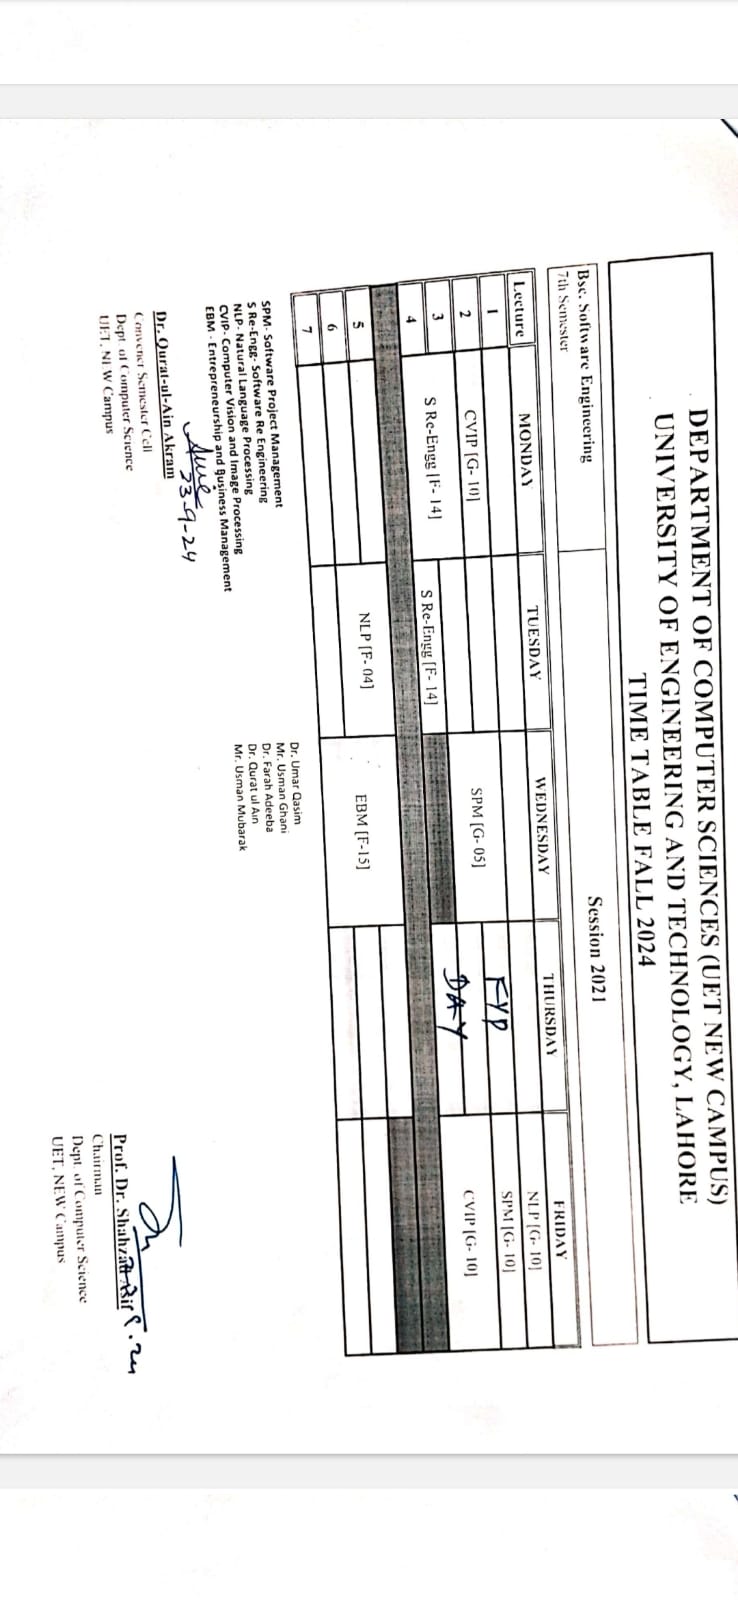 DEPARTMENT OF COMPUTER SCIENCES (UET NEW CAMPUS)
UNIVERSITY OF ENGINEERING AND TECHNOLOGY, LAHORE
TIME TABLE FALL 2024
Bsc. Software Engineering
7th Semester
Session 2021
Lecture MONDAY TUESDAY WEDNESDAY THURSDAY FRIDAY
1 NLP [G- 10]
SPM [G- 10]
2 CVIP [G- 10] SPM [G- 05] FYP CVIP [G- 10]
3 S Re-Engg [F- 14] S Re-Engg [F- 14] DAY
4
5 NLP [F- 04] EBM [F-15]
6
7
SPM- Software Project Management Dr. Umar Qasim
S Re-Engg- Software Re Engineering Mr. Usman Ghani
NLP- Natural Language Processing Dr. Farah Adeeba
CVIP- Computer Vision and Image Processing Dr. Qurat ul Ain
EBM - Entrepreneurship and Business Management Mr. Usman Mubarak
23-9-24
Dr. Qurat-ul-Ain Akram
Convener Semester Cell
Dept. of Computer Science
UET, NEW Campus
Prof. Dr. Shahzad Asif
Chairman
Dept. of Computer Science
UET, NEW Campus